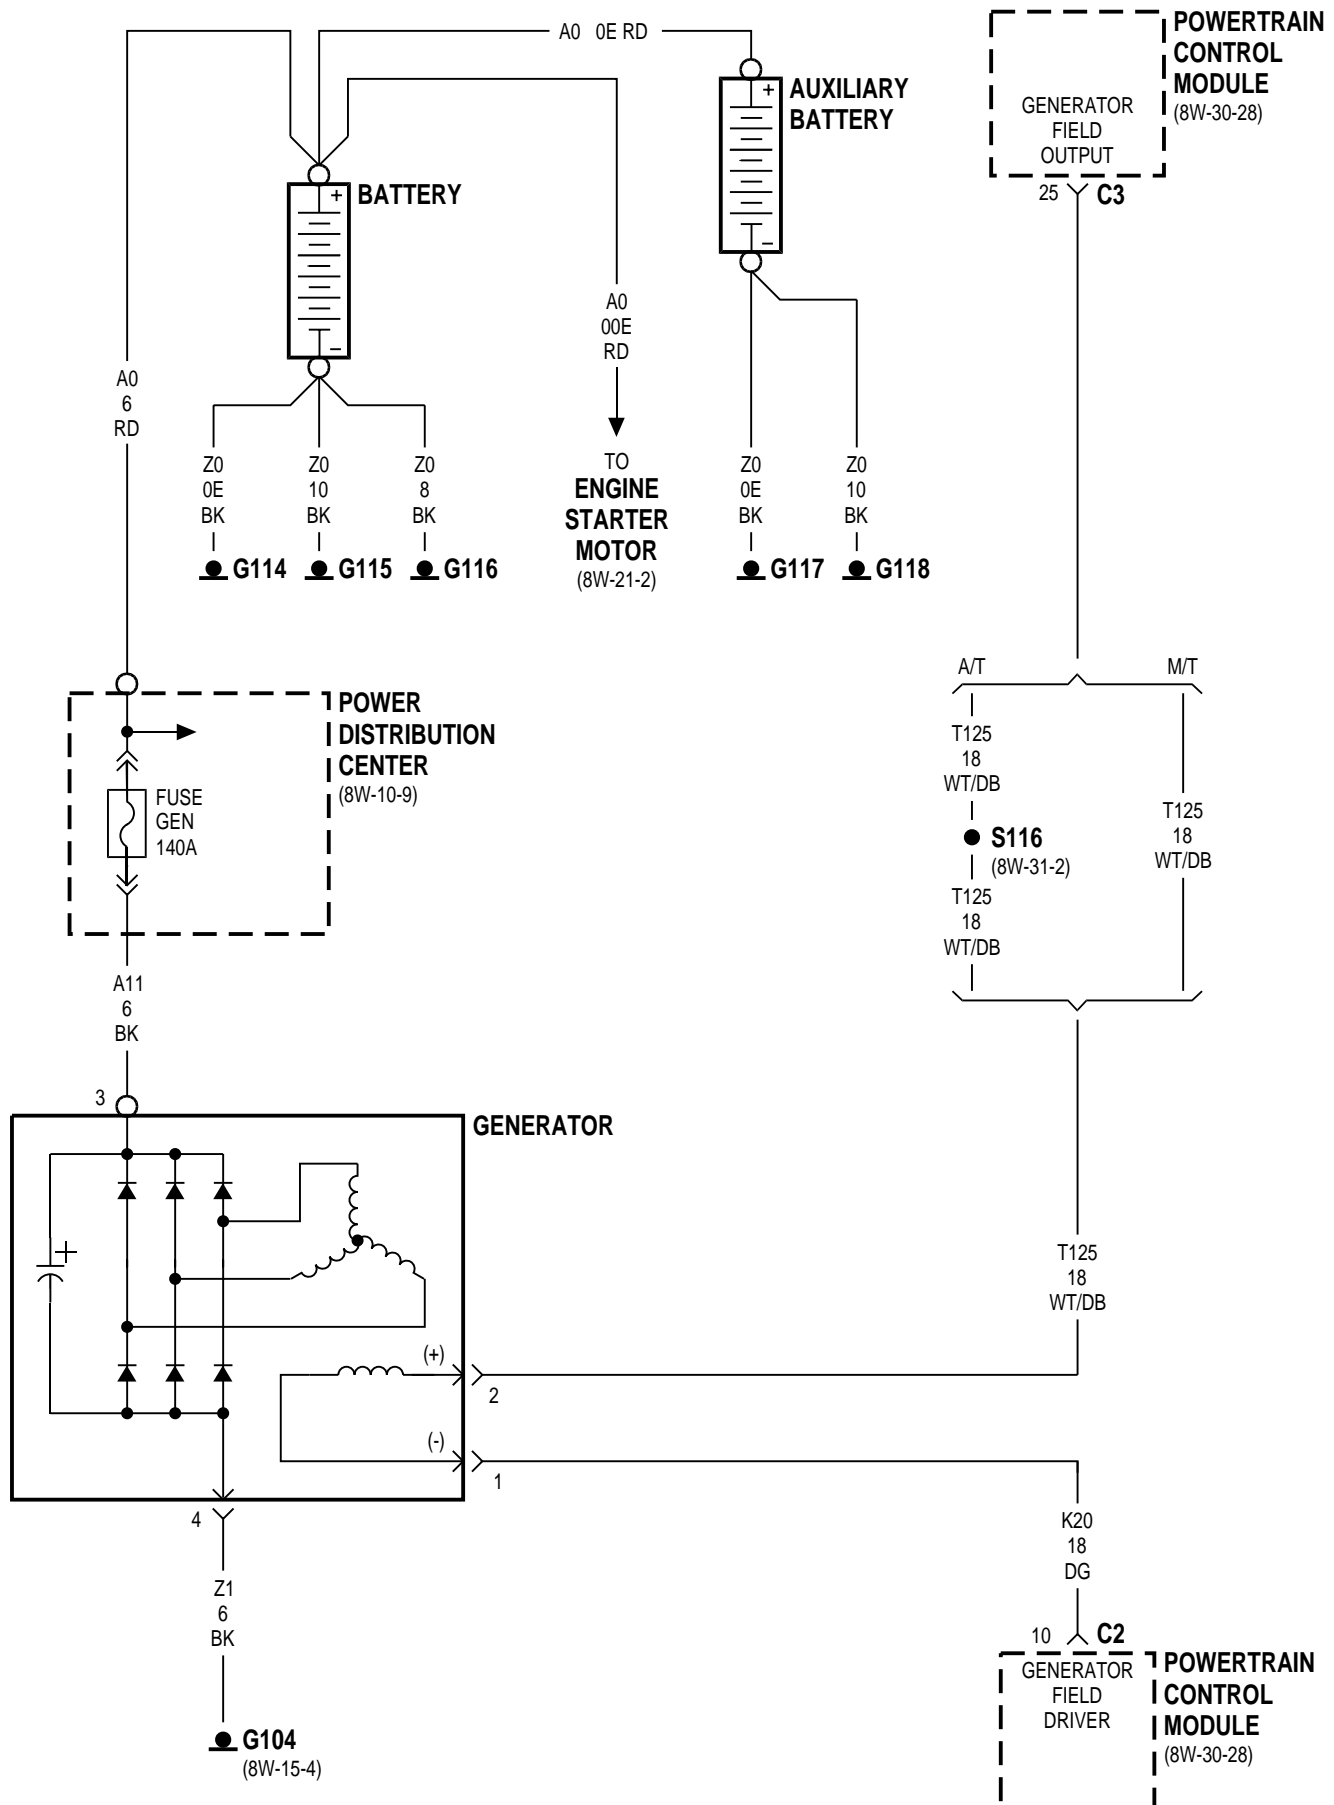 A0 0E RD
POWERTRAIN
CONTROL
MODULE
(8W-30-28)
GENERATOR
FIELD
OUTPUT
25
C3
AUXILIARY
BATTERY
+
−
BATTERY
+
−
A0
6
RD
A0
00E
RD
TO
ENGINE
STARTER
MOTOR
(8W-21-2)
Z0
0E
BK
G114
Z0
10
BK
G115
Z0
8
BK
G116
Z0
0E
BK
G117
Z0
10
BK
G118
A/T
M/T
POWER
DISTRIBUTION
CENTER
(8W-10-9)
FUSE
GEN
140A
T125
18
WT/DB
S116
(8W-31-2)
T125
18
WT/DB
T125
18
WT/DB
A11
6
BK
3
GENERATOR
+
T125
18
WT/DB
(+)
2
(-)
1
4
Z1
6
BK
G104
(8W-15-4)
K20
18
DG
10
C2
GENERATOR
FIELD
DRIVER
POWERTRAIN
CONTROL
MODULE
(8W-30-28)